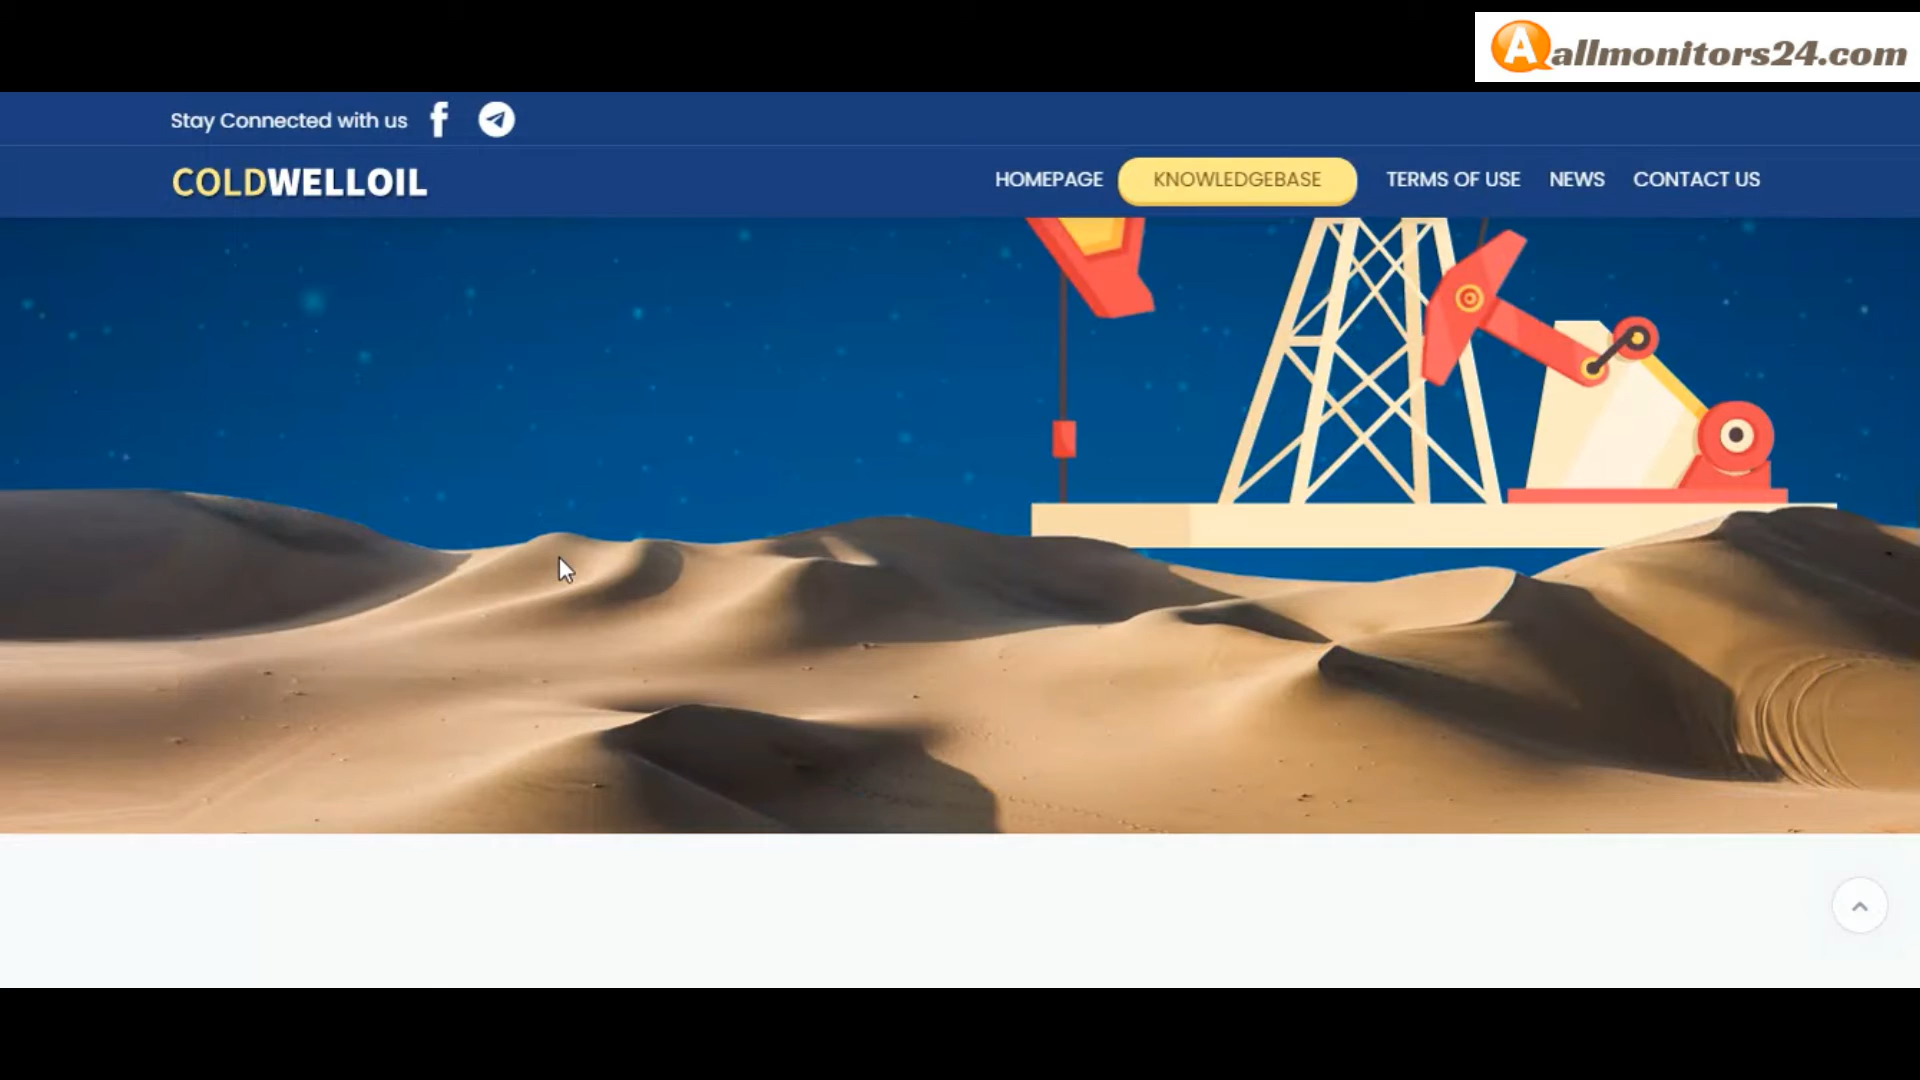 allmonitors24.com
Stay Connected with us
COLDWELLOIL
HOMEPAGE KNOWLEDGEBASE TERMS OF USE NEWS CONTACT US